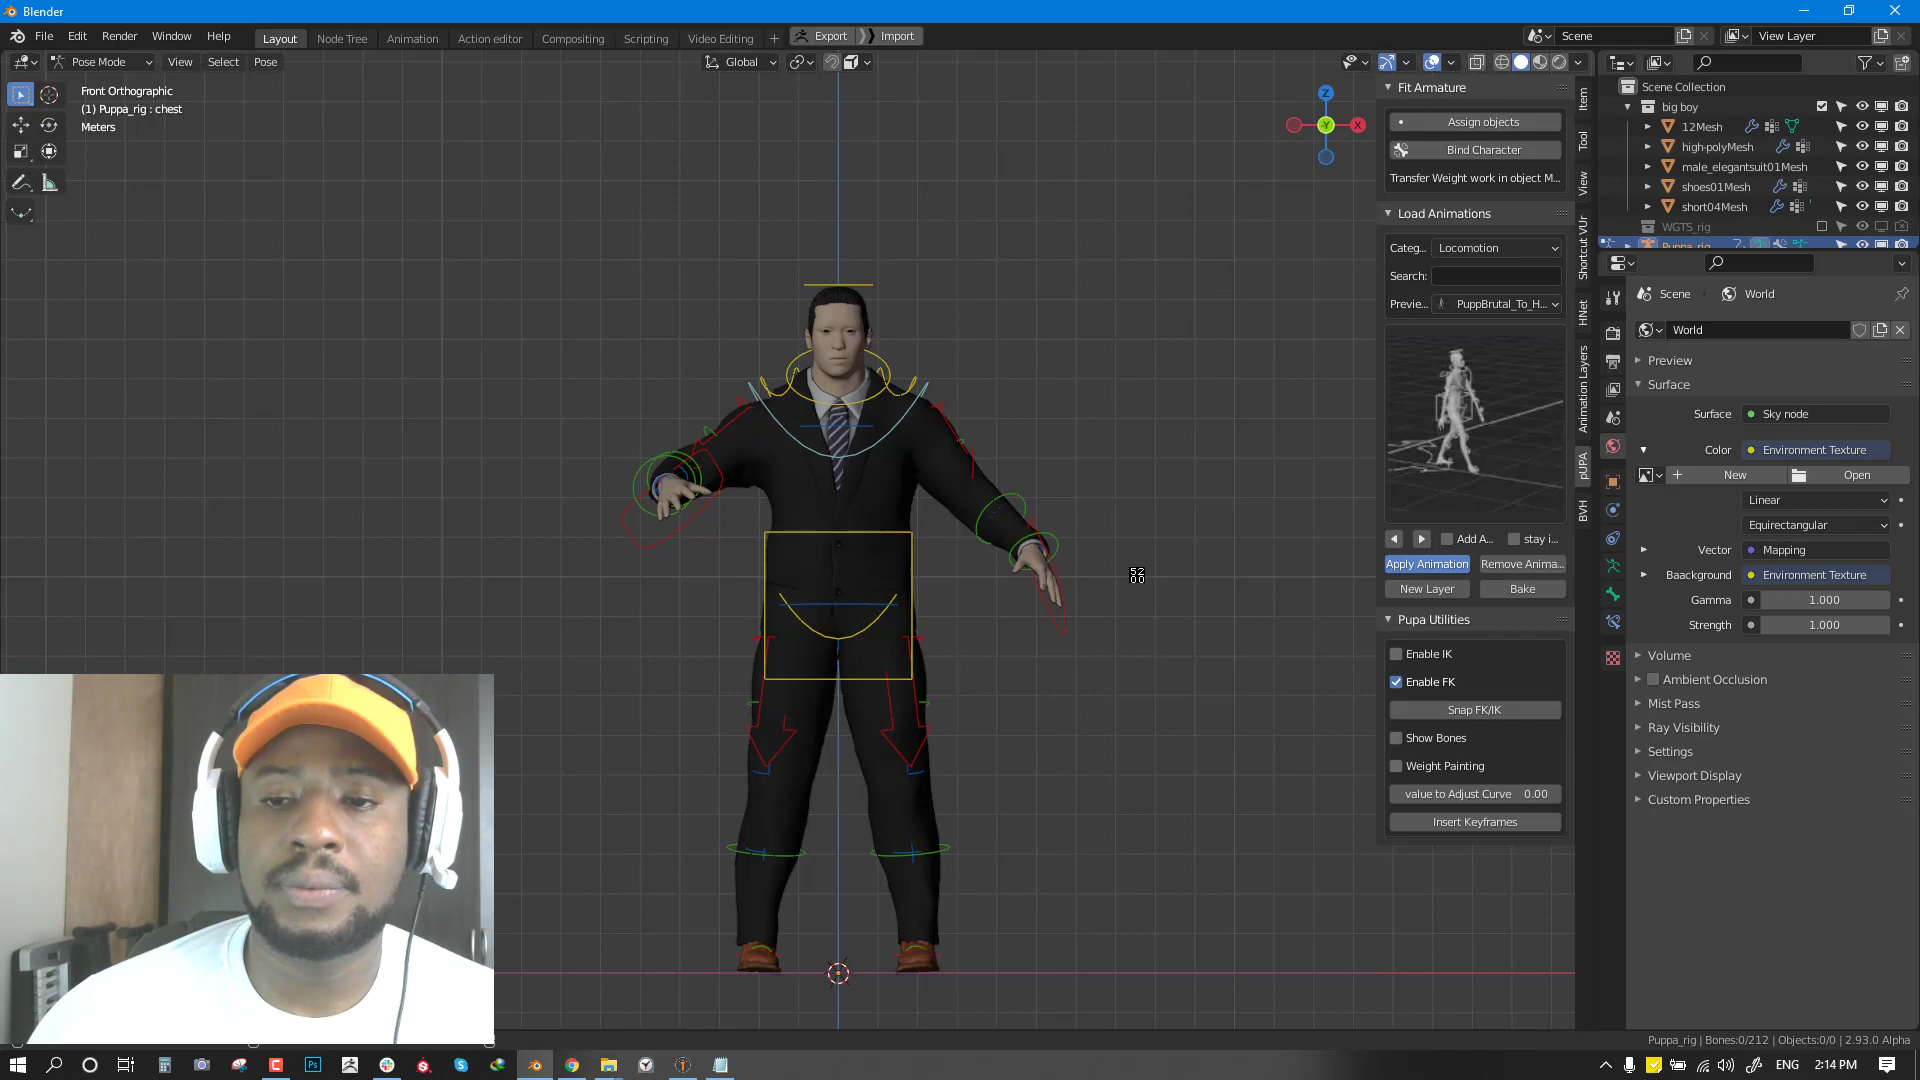 Blender
File Edit Render Window Help
Layout Node Tree Animation Action editor Compositing Scripting Video Editing +
Export Import
Scene
View Layer
Pose Mode View Select Pose
Global
Front Orthographic
(1) Puppa_rig : chest
Meters
Z
Y
X
Fit Armature
Assign objects
Bind Character
Transfer Weight work in object M...
Load Animations
Categ... Locomotion
Search:
Previe... PuppBrutal_To_H...
Add A... stay i...
Apply Animation Remove Anima...
New Layer Bake
Pupa Utilities
Enable IK
Enable FK
Snap FK/IK
Show Bones
Weight Painting
value to Adjust Curve 0.00
Insert Keyframes
Item
Tool
View
Shortcut VUr
HNet
Animation Layers
pUPA
BVH
52
00
Scene Collection
big boy
12Mesh
high-polyMesh
male_elegantsuit01Mesh
shoes01Mesh
short04Mesh
WGTS_rig
Puppa_rig
Scene World
World
Preview
Surface
Surface Sky node
Color Environment Texture
New Open
Linear
Equirectangular
Vector Mapping
Baackground Environment Texture
Gamma 1.000
Strength 1.000
Volume
Ambient Occlusion
Mist Pass
Ray Visibility
Settings
Viewport Display
Custom Properties
Puppa_rig | Bones:0/212 | Objects:0/0 | 2.93.0 Alpha
Ps
ENG 2:14 PM